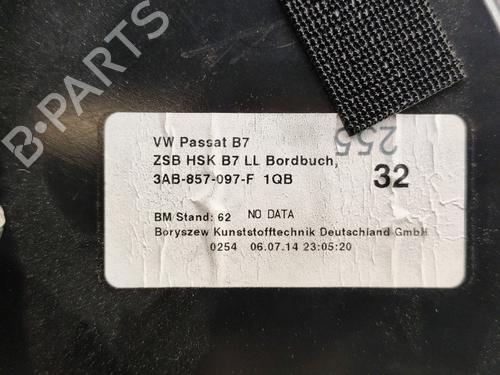 VW Passat B7
ZSB HSK B7 LL Bordbuch,
3AB-857-097-F 1QB
255
32
BM Stand: 62 NO DATA
Boryszew Kunststofftechnik Deutschland GmbH
0254 06.07.14 23:05:20
B-PARTS